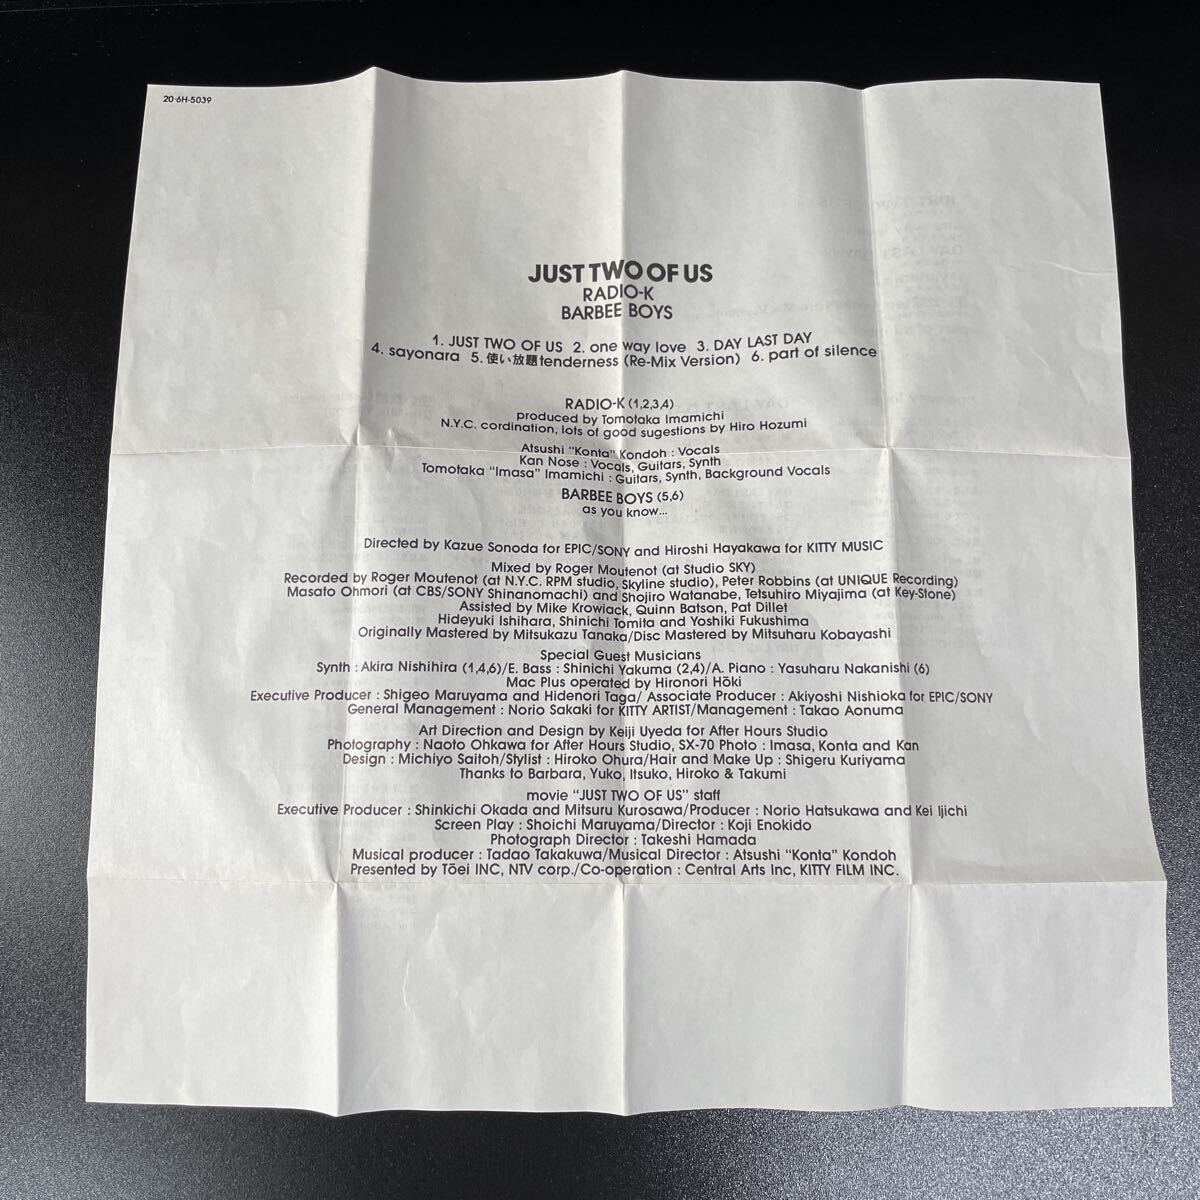 20·6H-5039
JUST TWO OF US
RADIO-K
BARBEE BOYS
1. JUST TWO OF US 2. one way love 3. DAY LAST DAY
4. sayonara 5. 使い放題tenderness (Re-Mix Version) 6. part of silence
RADIO-K (1,2,3,4)
produced by Tomotaka Imamichi
N.Y.C. cordination, lots of good sugestions by Hiro Hozumi
Atsushi "Konta" Kondoh : Vocals
Kan Nose : Vocals, Guitars, Synth
Tomotaka "Imasa" Imamichi : Guitars, Synth, Background Vocals
BARBEE BOYS (5,6)
as you know...
Directed by Kazue Sonoda for EPIC/SONY and Hiroshi Hayakawa for KITTY MUSIC
Mixed by Roger Moutenot (at Studio SKY)
Recorded by Roger Moutenot (at N.Y.C. RPM studio, Skyline studio), Peter Robbins (at UNIQUE Recording)
Masato Ohmori (at CBS/SONY Shinanomachi) and Shojiro Watanabe, Tetsuhiro Miyajima (at Key-Stone)
Assisted by Mike Krowiack, Quinn Batson, Pat Dillet
Hideyuki Ishihara, Shinichi Tomita and Yoshiki Fukushima
Originally Mastered by Mitsukazu Tanaka/Disc Mastered by Mitsuharu Kobayashi
Special Guest Musicians
Synth : Akira Nishihira (1,4,6)/E. Bass : Shinichi Yakuma (2,4)/A. Piano : Yasuharu Nakanishi (6)
Mac Plus operated by Hironori Hōki
Executive Producer : Shigeo Maruyama and Hidenori Taga/ Associate Producer : Akiyoshi Nishioka for EPIC/SONY
General Management : Norio Sakaki for KITTY ARTIST/Management : Takao Aonuma
Art Direction and Design by Keiji Uyeda for After Hours Studio
Photography : Naoto Ohkawa for After Hours Studio, SX-70 Photo : Imasa, Konta and Kan
Design : Michiyo Saitoh/Stylist : Hiroko Ohura/Hair and Make Up : Shigeru Kuriyama
Thanks to Barbara, Yuko, Itsuko, Hiroko & Takumi
movie "JUST TWO OF US" staff
Executive Producer : Shinkichi Okada and Mitsuru Kurosawa/Producer : Norio Hatsukawa and Kei Ijichi
Screen Play : Shoichi Maruyama/Director : Koji Enokido
Photograph Director : Takeshi Hamada
Musical producer : Tadao Takakuwa/Musical Director : Atsushi "Konta" Kondoh
Presented by Tōei INC, NTV corp./Co-operation : Central Arts Inc, KITTY FILM INC.